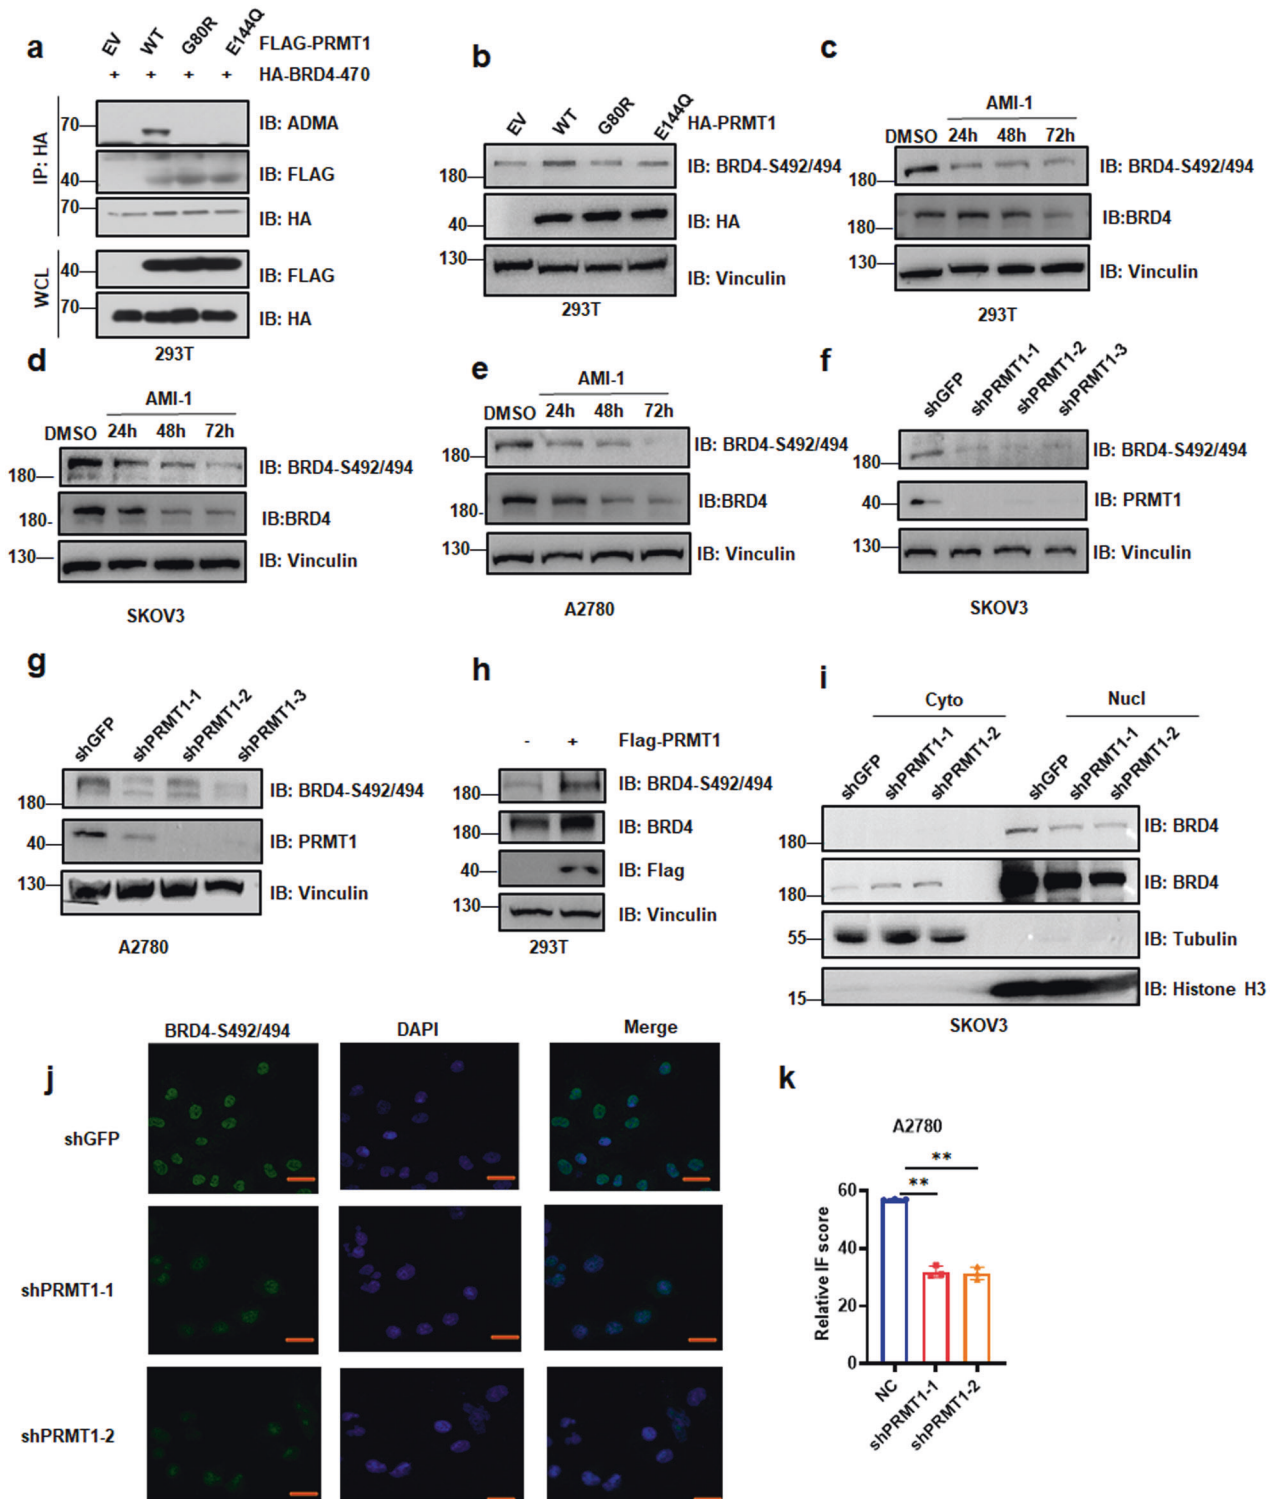 a
EV WT G80R E144Q FLAG-PRMT1
+ + + + HA-BRD4-470
IP: HA
70 IB: ADMA
40 IB: FLAG
70 IB: HA
WCL
40 IB: FLAG
70 IB: HA
293T
b
EV WT G80R E144Q HA-PRMT1
180 IB: BRD4-S492/494
40 IB: HA
130 IB: Vinculin
293T
c
AMI-1
DMSO 24h 48h 72h
180 IB: BRD4-S492/494
180 IB:BRD4
130 IB: Vinculin
293T
d
AMI-1
DMSO 24h 48h 72h
180 IB: BRD4-S492/494
180- IB:BRD4
130 IB: Vinculin
SKOV3
e
AMI-1
DMSO 24h 48h 72h
180 IB: BRD4-S492/494
180- IB:BRD4
130 IB: Vinculin
A2780
f
shGFP shPRMT1-1 shPRMT1-2 shPRMT1-3
180 IB: BRD4-S492/494
40 IB: PRMT1
130 IB: Vinculin
SKOV3
g
shGFP shPRMT1-1 shPRMT1-2 shPRMT1-3
180 IB: BRD4-S492/494
40 IB: PRMT1
130 IB: Vinculin
A2780
h
- + Flag-PRMT1
180 IB: BRD4-S492/494
180 IB: BRD4
40 IB: Flag
130 IB: Vinculin
293T
i
Cyto Nucl
shGFP shPRMT1-1 shPRMT1-2 shGFP shPRMT1-1 shPRMT1-2
180 IB: BRD4
180 IB: BRD4
55 IB: Tubulin
15 IB: Histone H3
SKOV3
j
BRD4-S492/494 DAPI Merge
shGFP
shPRMT1-1
shPRMT1-2
k
A2780
** **
Relative IF score
60
40
20
0
NC shPRMT1-1 shPRMT1-2